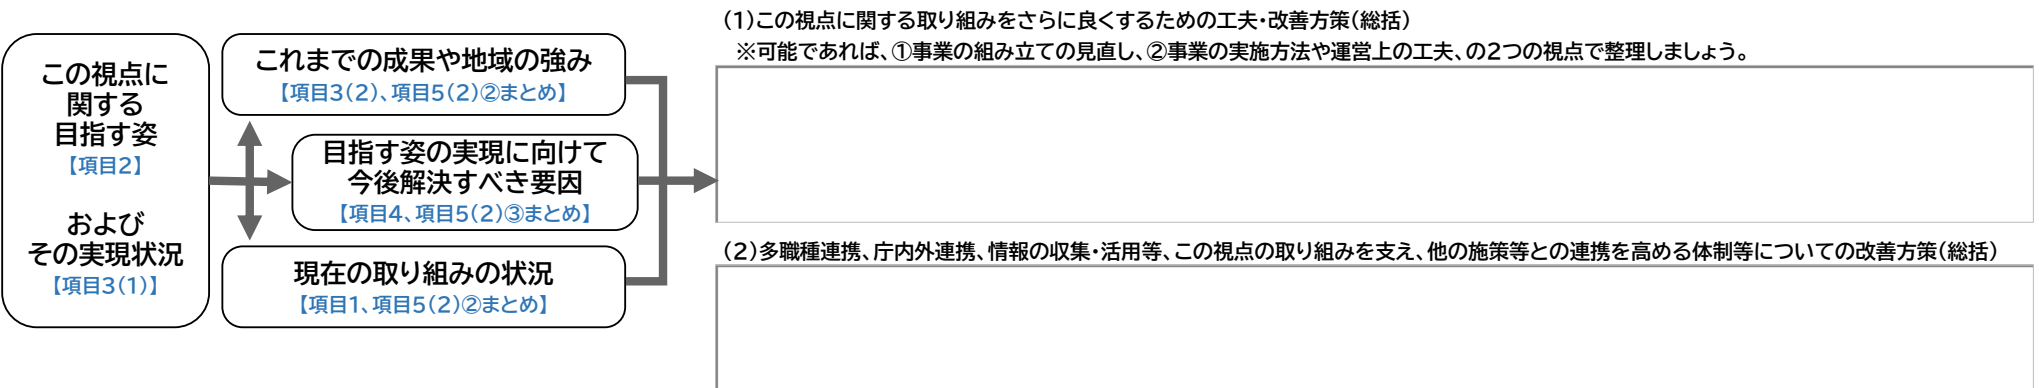 この視点に
関する
目指す姿
【項目2】
および
その実現状況
【項目3(1)】
これまでの成果や地域の強み
【項目3(2)、項目5(2)②まとめ】
目指す姿の実現に向けて
今後解決すべき要因
【項目4、項目5(2)③まとめ】
現在の取り組みの状況
【項目1、項目5(2)②まとめ】
(1)この視点に関する取り組みをさらに良くするための工夫・改善方策(総括)
※可能であれば、①事業の組み立ての見直し、②事業の実施方法や運営上の工夫、の2つの視点で整理しましょう。
(2)多職種連携、庁内外連携、情報の収集・活用等、この視点の取り組みを支え、他の施策等との連携を高める体制等についての改善方策(総括)